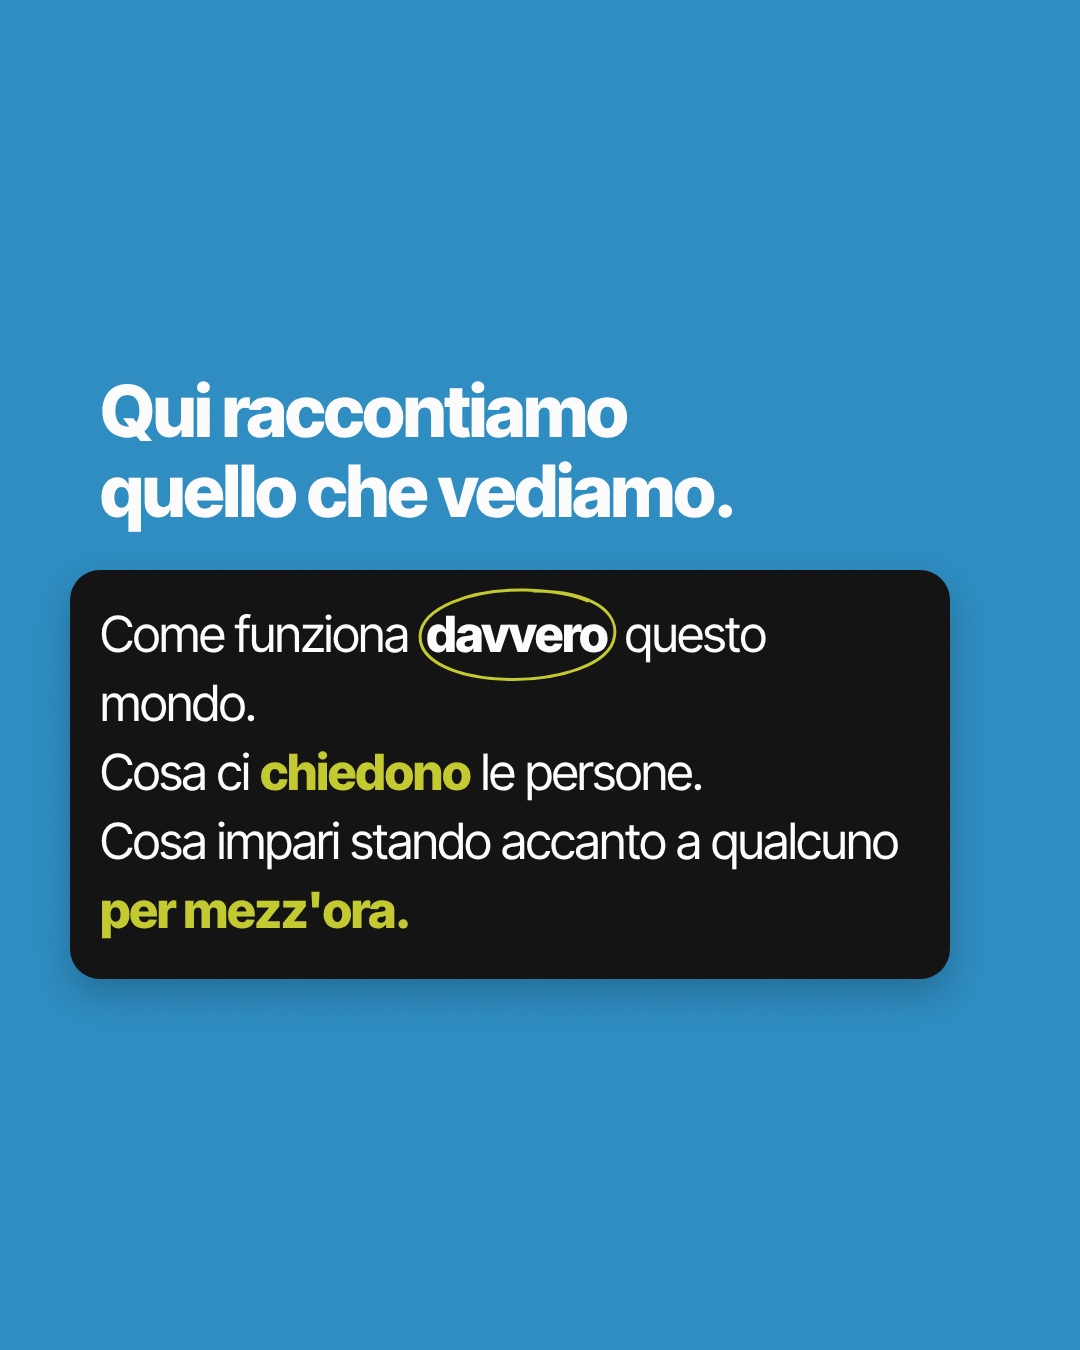 Qui raccontiamo
quello che vediamo.
Come funziona davvero questo
mondo.
Cosa ci chiedono le persone.
Cosa impari stando accanto a qualcuno
per mezz'ora.